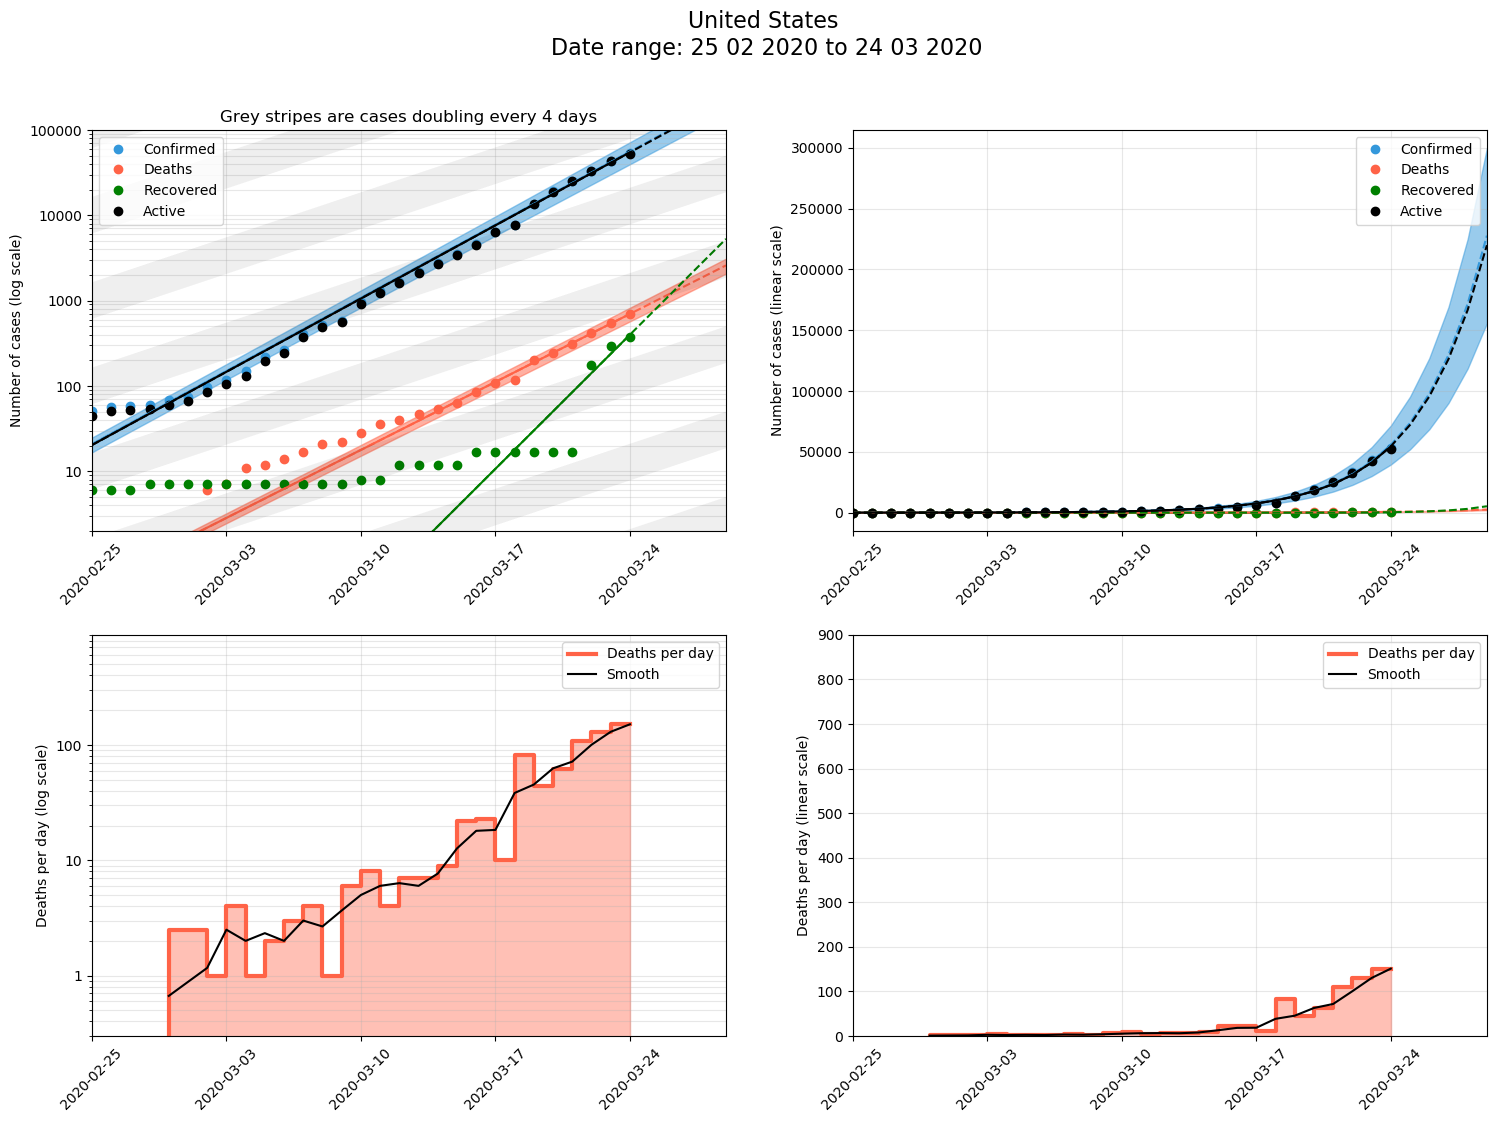 United States
Date range: 25 02 2020 to 24 03 2020
Grey stripes are cases doubling every 4 days
Number of cases (log scale)
100000
10000
1000
100
10
Confirmed
Deaths
Recovered
Active
2020-02-25
2020-03-03
2020-03-10
2020-03-17
2020-03-24
Number of cases (linear scale)
300000
250000
200000
150000
100000
50000
0
Confirmed
Deaths
Recovered
Active
2020-02-25
2020-03-03
2020-03-10
2020-03-17
2020-03-24
Deaths per day (log scale)
100
10
1
Deaths per day
Smooth
2020-02-25
2020-03-03
2020-03-10
2020-03-17
2020-03-24
Deaths per day (linear scale)
900
800
700
600
500
400
300
200
100
0
Deaths per day
Smooth
2020-02-25
2020-03-03
2020-03-10
2020-03-17
2020-03-24